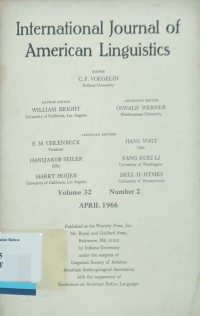 International Journal of
American Linguistics
EDITOR
C. F. VOEGELIN
Indiana University
REVIEW EDITOR
WILLIAM BRIGHT
University of California, Los Angeles
ASSOCIATE EDITOR
OSWALD WERNER
Northwestern University
ASSOCIATE EDITORS
E. M. UHLENBECK
HANSJAKOB SEILER
HARRY HOIJER
University of California, Los Angeles
HANS VOGT
Oslo
FANG KUEI LI
University of Washington
DELL H. HYMES
University of Pennsylvania
Volume 32 Number 2
APRIL 1966
Published at the Waverly Press, Inc.
Mt. Royal and Guilford Aves.,
Baltimore, Md. 21202
by Indiana University
under the auspices of
Linguistic Society of America
American Anthropological Association
with the cooperation of
Conference on American Indian Languages